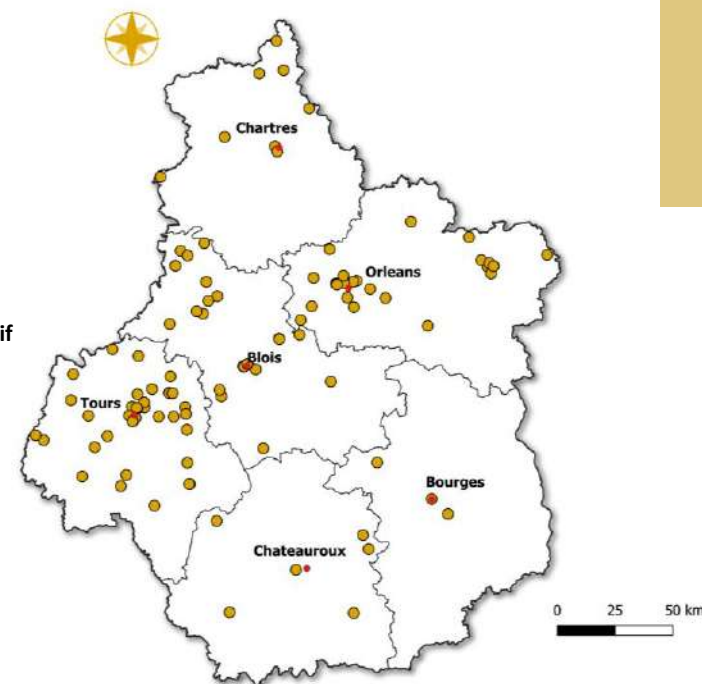 Chartres
Orleans
if
Blois
Tours
Bourges
Chateauroux
0 25 50 km